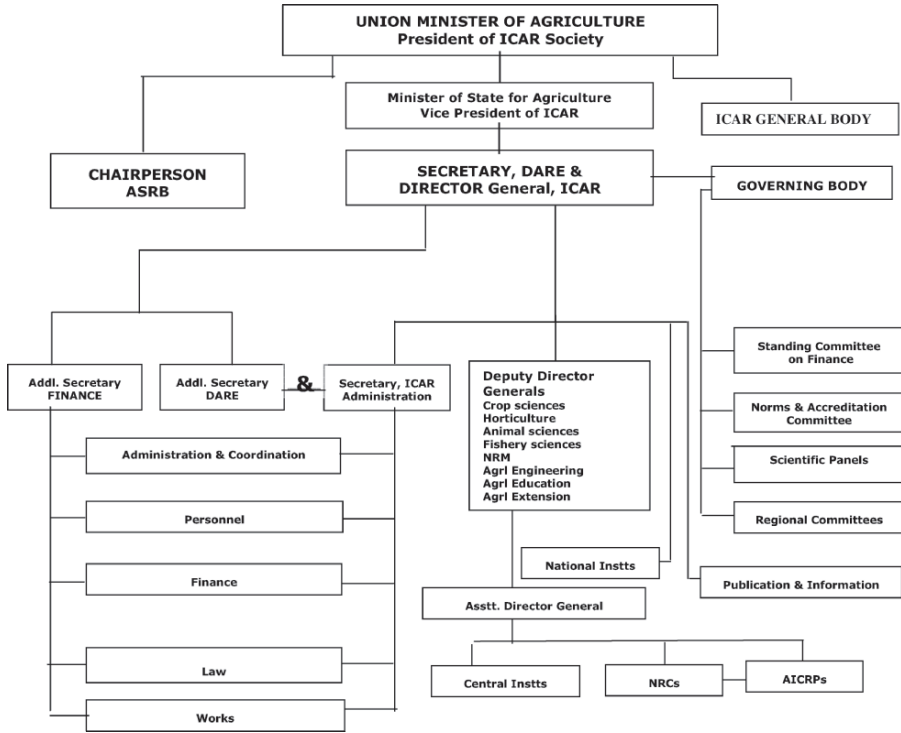 UNION MINISTER OF AGRICULTURE
President of ICAR Society
Minister of State for Agriculture
Vice President of ICAR
ICAR GENERAL BODY
CHAIRPERSON
ASRB
SECRETARY, DARE &
DIRECTOR General, ICAR
GOVERNING BODY
Addl. Secretary
FINANCE
Addl. Secretary
DARE
&
Secretary, ICAR
Administration
Deputy Director
Generals
Crop sciences
Horticulture
Animal sciences
Fishery sciences
NRM
Agrl Engineering
Agrl Education
Agrl Extension
Standing Committee
on Finance
Norms & Accreditation
Committee
Scientific Panels
Regional Committees
Administration & Coordination
Personnel
Finance
Law
Works
National Instts
Publication & Information
Asstt. Director General
Central Instts
NRCs
AICRPs